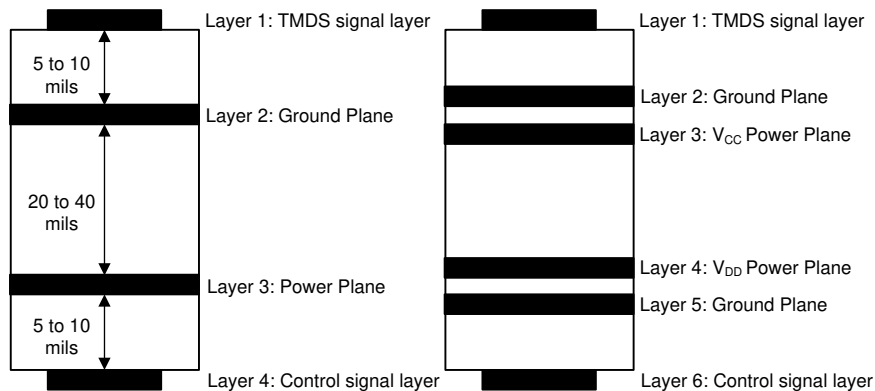 Layer 1: TMDS signal layer
5 to 10
mils
Layer 2: Ground Plane
20 to 40
mils
Layer 3: Power Plane
5 to 10
mils
Layer 4: Control signal layer
Layer 1: TMDS signal layer
Layer 2: Ground Plane
Layer 3: VCC Power Plane
Layer 4: VDD Power Plane
Layer 5: Ground Plane
Layer 6: Control signal layer